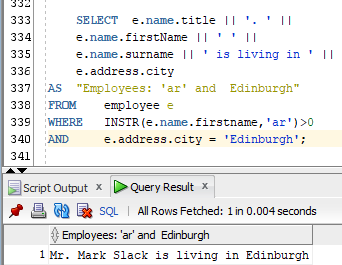 332
333 SELECT e.name.title || '. ' ||
334 e.name.firstName || ' ' ||
335 e.name.surname || ' is living in ' ||
336 e.address.city
337 AS "Employees: 'ar' and Edinburgh"
338 FROM employee e
339 WHERE INSTR(e.name.firstname,'ar')>0
340 AND e.address.city = 'Edinburgh';
341
Script Output x Query Result x
SQL | All Rows Fetched: 1 in 0.004 seconds
Employees: 'ar' and Edinburgh
1 Mr. Mark Slack is living in Edinburgh